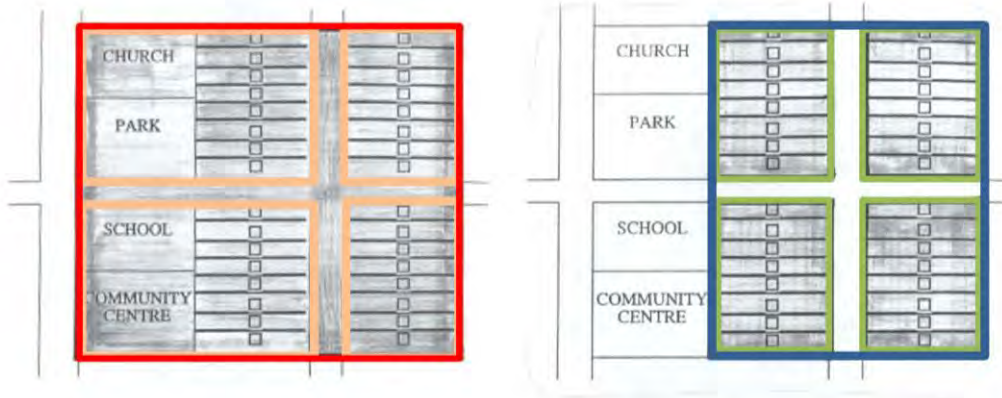 CHURCH
PARK
SCHOOL
COMMUNITY
CENTRE
CHURCH
PARK
SCHOOL
COMMUNITY
CENTRE